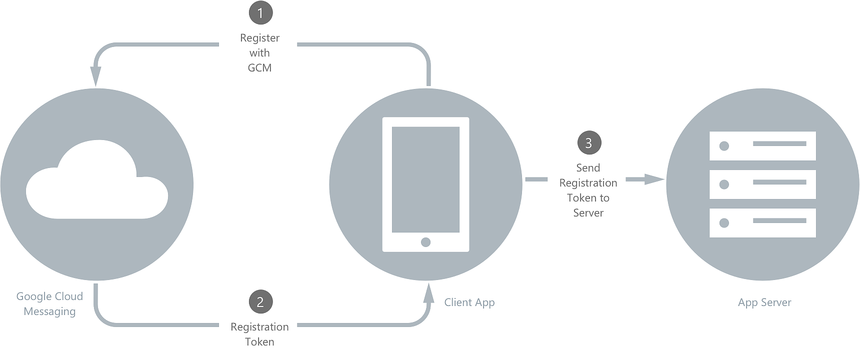 1
Register
with
GCM
3
Send
Registration
Token to
Server
Google Cloud
Messaging
2
Registration
Token
Client App
App Server